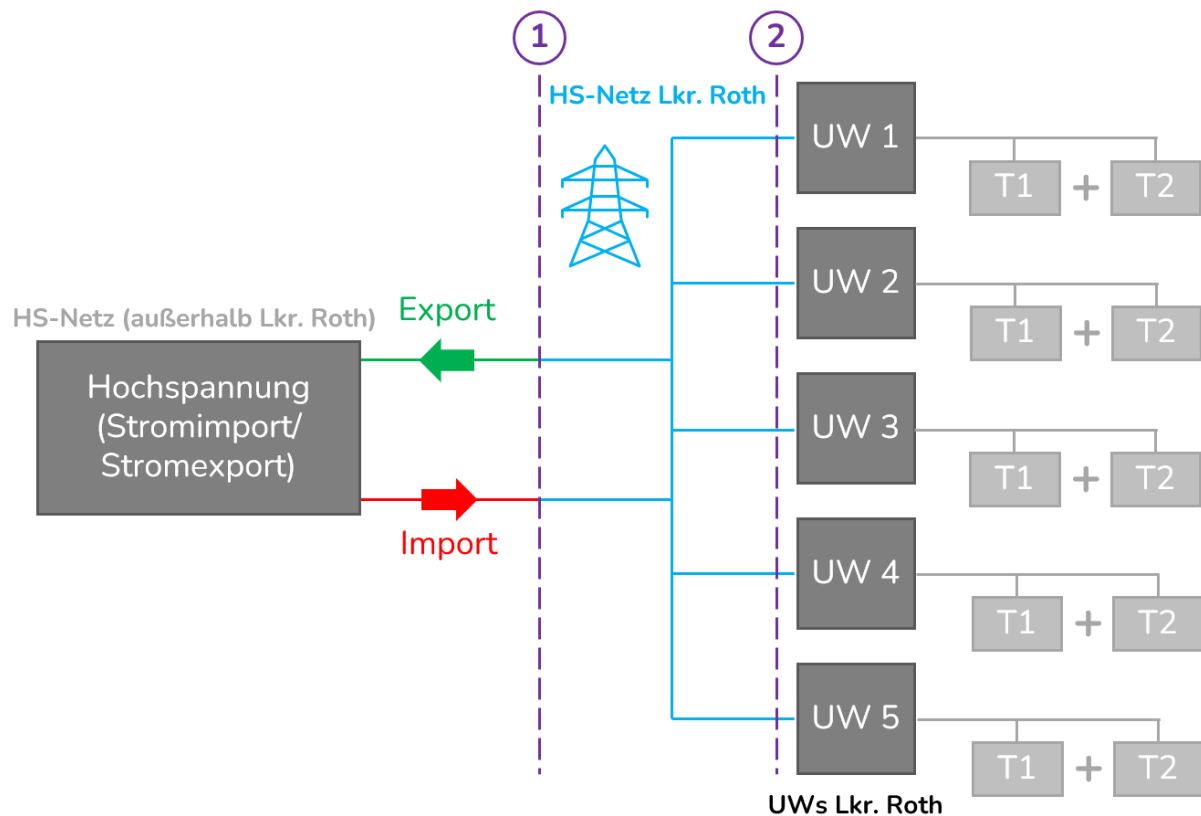 1
2
HS-Netz Lkr. Roth
UW 1
T1 + T2
UW 2
T1 + T2
HS-Netz (außerhalb Lkr. Roth)
Export
Hochspannung
(Stromimport/
Stromexport)
Import
UW 3
T1 + T2
UW 4
T1 + T2
UW 5
T1 + T2
UWs Lkr. Roth